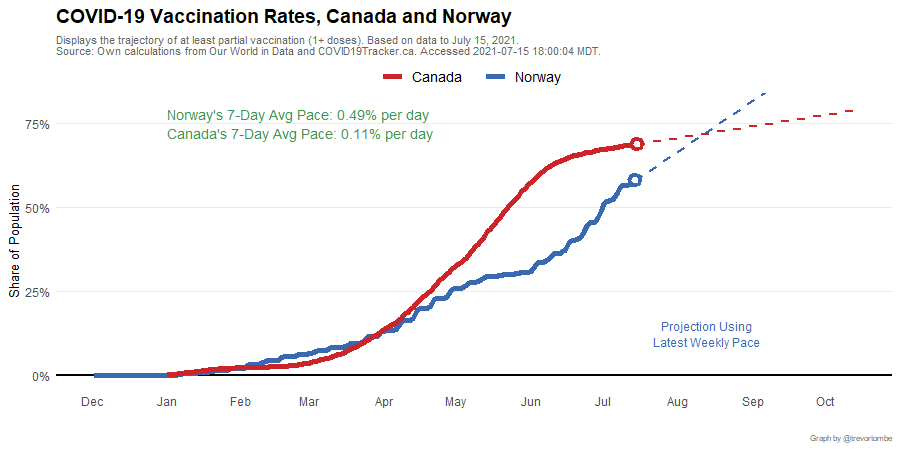 COVID-19 Vaccination Rates, Canada and Norway
Displays the trajectory of at least partial vaccination (1+ doses). Based on data to July 15, 2021.
Source: Own calculations from Our World in Data and COVID19Tracker.ca. Accessed 2021-07-15 18:00:04 MDT.
Canada Norway
Norway's 7-Day Avg Pace: 0.49% per day
Canada's 7-Day Avg Pace: 0.11% per day
75%
50%
25%
0%
Share of Population
Projection Using
Latest Weekly Pace
Dec Jan Feb Mar Apr May Jun Jul Aug Sep Oct
Graph by @trevortombe